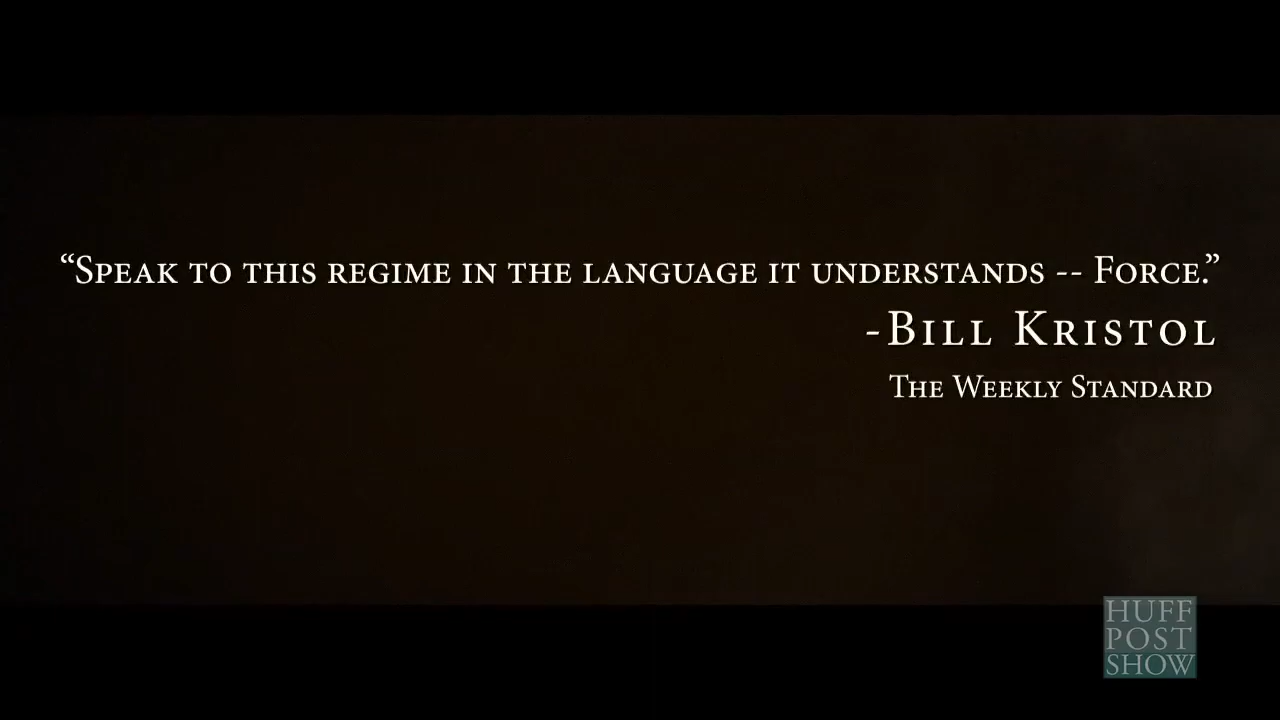 “Speak to this regime in the language it understands -- Force.”
-Bill Kristol
The Weekly Standard
HUFF
POST
SHOW